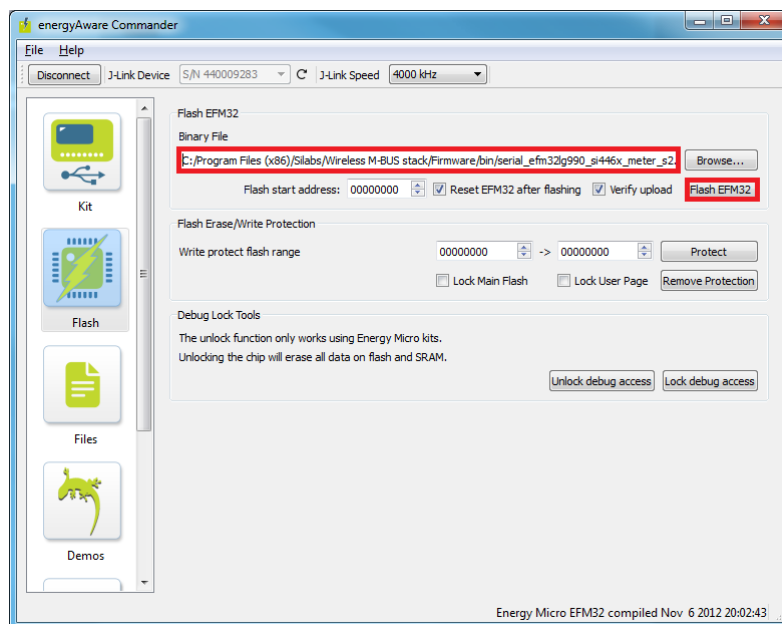 energyAware Commander
File Help
Disconnect J-Link Device S/N 440009283 J-Link Speed 4000 kHz
Kit
Flash
Files
Demos
Flash EFM32
Binary File
C:/Program Files (x86)/Silabs/Wireless M-BUS stack/Firmware/bin/serial_efm32lg990_si446x_meter_s2. Browse...
Flash start address: 00000000 Reset EFM32 after flashing Verify upload Flash EFM32
Flash Erase/Write Protection
Write protect flash range 00000000 -> 00000000 Protect
Lock Main Flash Lock User Page Remove Protection
Debug Lock Tools
The unlock function only works using Energy Micro kits.
Unlocking the chip will erase all data on flash and SRAM.
Unlock debug access Lock debug access
Energy Micro EFM32 compiled Nov 6 2012 20:02:43